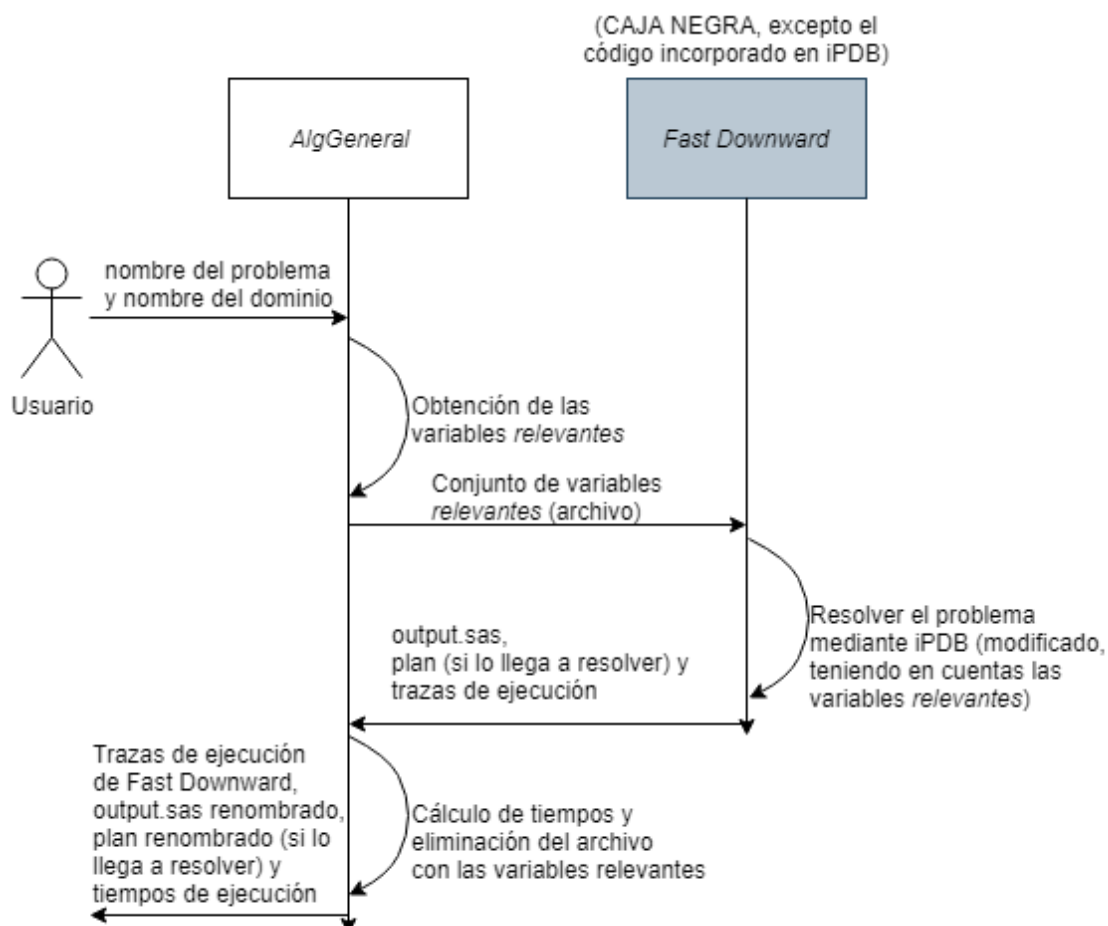 (CAJA NEGRA, excepto el
código incorporado en iPDB)
AlgGeneral
Fast Downward
nombre del problema
y nombre del dominio
Usuario
Obtención de las
variables relevantes
Conjunto de variables
relevantes (archivo)
Resolver el problema
mediante iPDB (modificado,
teniendo en cuentas las
variables relevantes)
output.sas,
plan (si lo llega a resolver) y
trazas de ejecución
Cálculo de tiempos y
eliminación del archivo
con las variables relevantes
Trazas de ejecución
de Fast Downward,
output.sas renombrado,
plan renombrado (si lo
llega a resolver) y
tiempos de ejecución